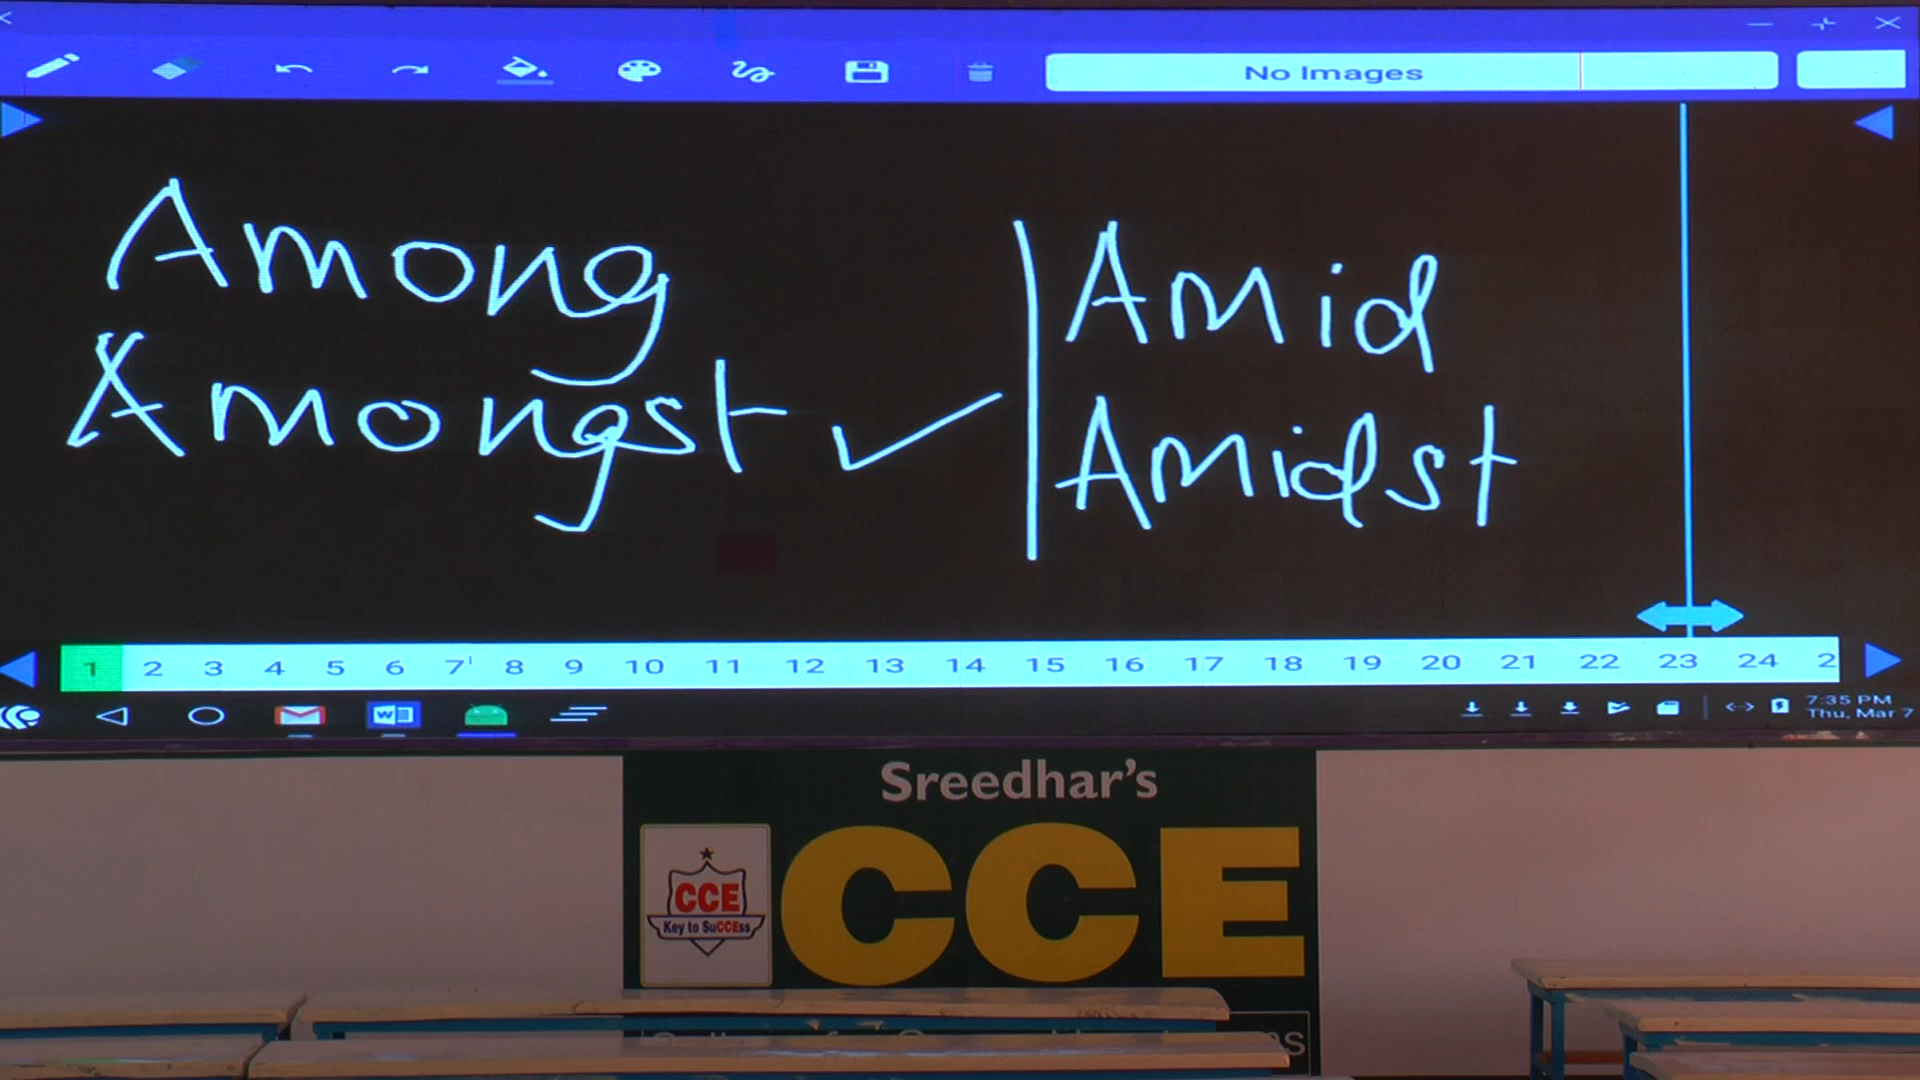 No Images
Among
Amongst
Amid
Amidst
1 2 3 4 5 6 7 8 9 10 11 12 13 14 15 16 17 18 19 20 21 22 23 24 2
7:35 PM
Thu, Mar 7
Sreedhar's
CCE
CCE
Key to SuCCEss